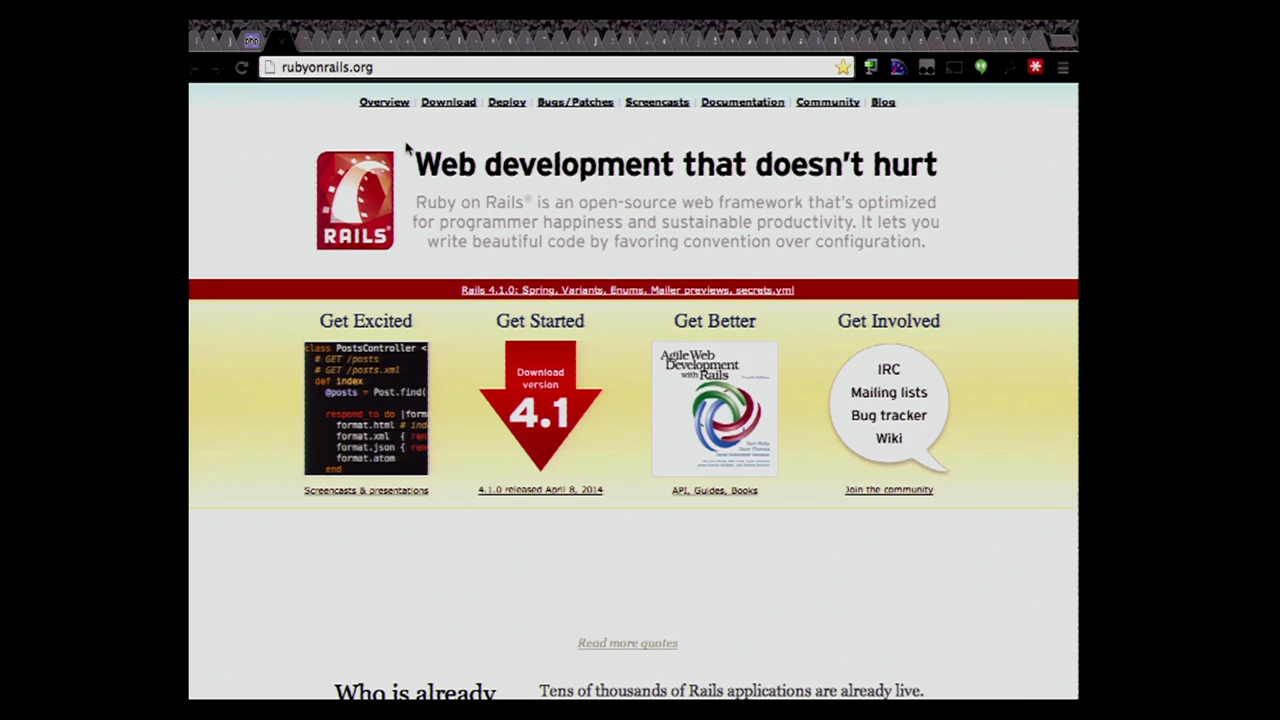 php
rubyonrails.org
Overview | Download | Deploy | Bugs/Patches | Screencasts | Documentation | Community | Blog
Web development that doesn't hurt
RAILS
Ruby on Rails® is an open-source web framework that's optimized
for programmer happiness and sustainable productivity. It lets you
write beautiful code by favoring convention over configuration.
Rails 4.1.0: Spring, Variants, Enums, Mailer previews, secrets.yml
Get Excited
class PostsController <
# GET /posts
# GET /posts.xml
def index
@posts = Post.find(
respond_to do |form
format.html # ind
format.xml { ren
format.json { ren
format.atom
end
Screencasts & presentations
Get Started
Download
version
4.1
4.1.0 released April 8, 2014
Get Better
Agile Web
Development
with Rails
API, Guides, Books
Get Involved
IRC
Mailing lists
Bug tracker
Wiki
Join the community
Read more quotes
Who is already
Tens of thousands of Rails applications are already live.